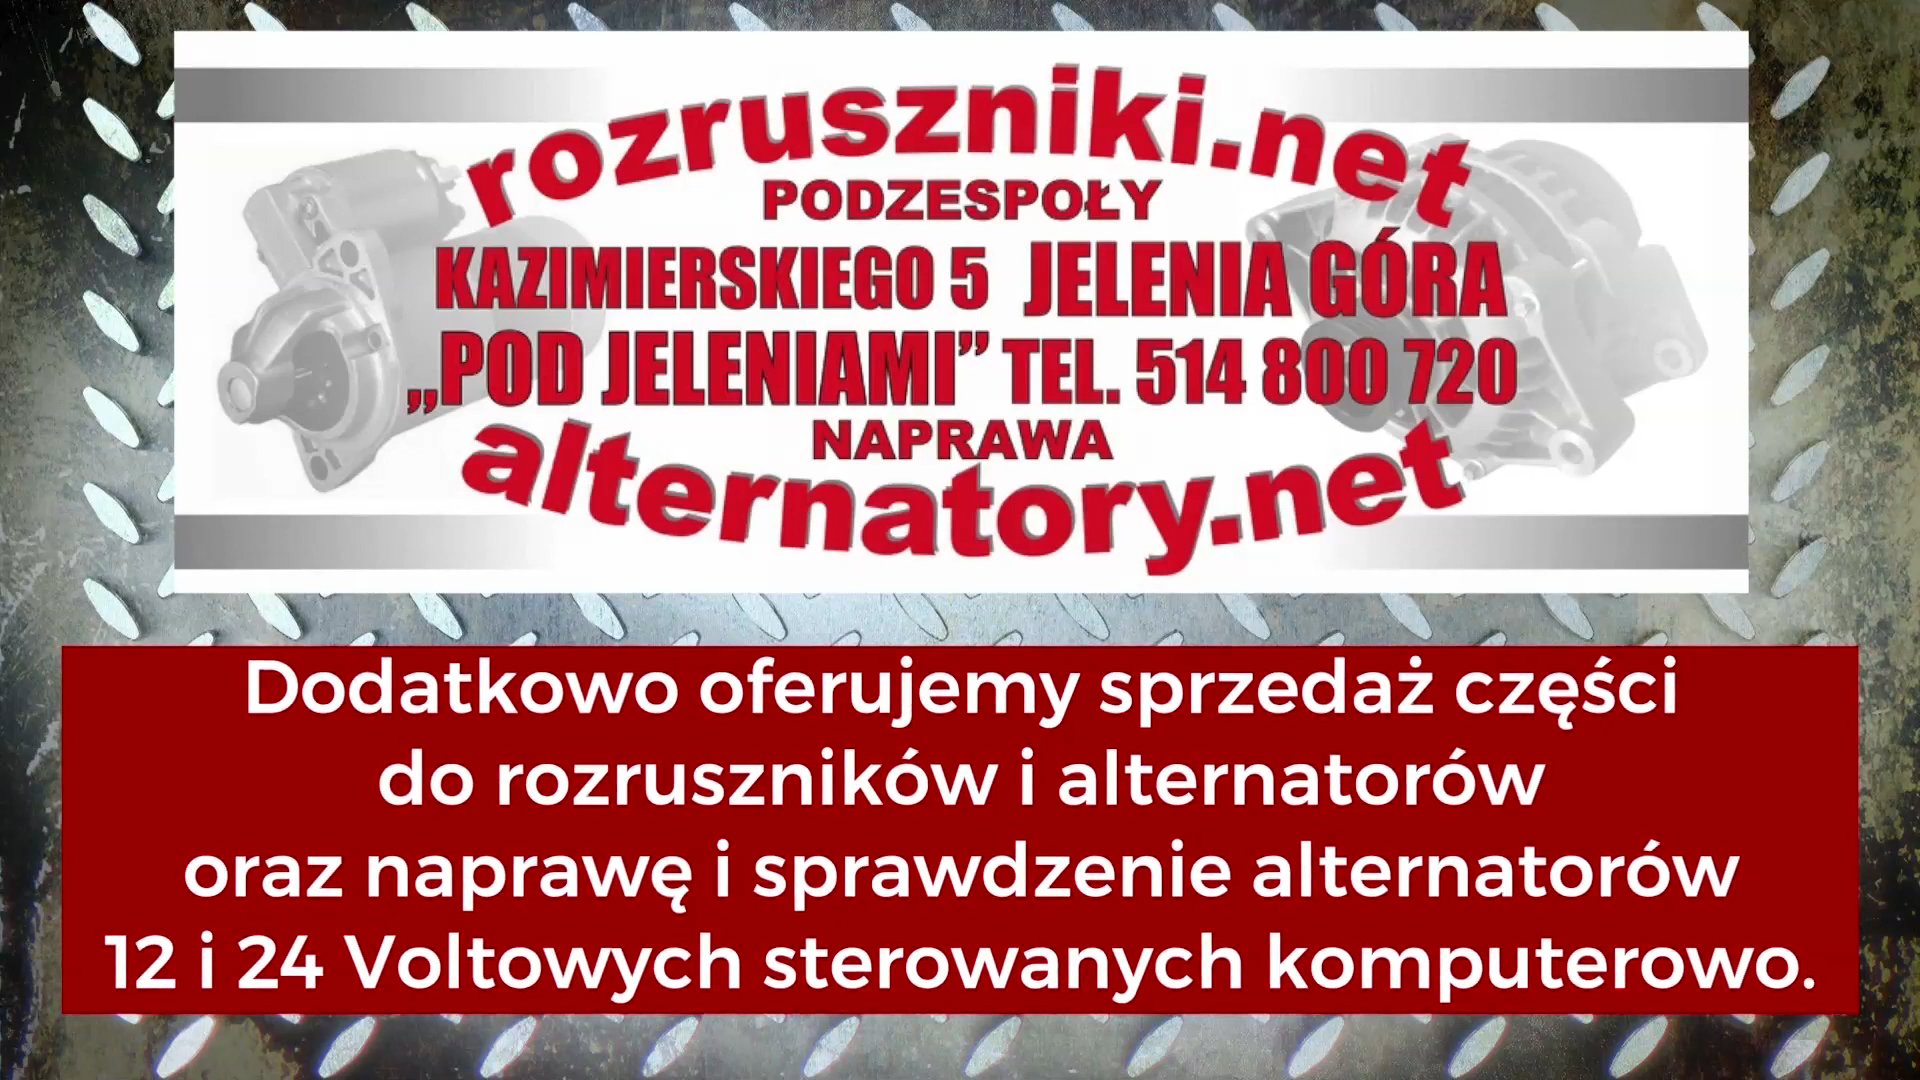 rozruszniki.net
PODZESPOŁY
KAZIMIERSKIEGO 5 JELENIA GÓRA
„POD JELENIAMI” TEL. 514 800 720
NAPRAWA
alternatory.net
Dodatkowo oferujemy sprzedaż części
do rozruszników i alternatorów
oraz naprawę i sprawdzenie alternatorów
12 i 24 Voltowych sterowanych komputerowo.